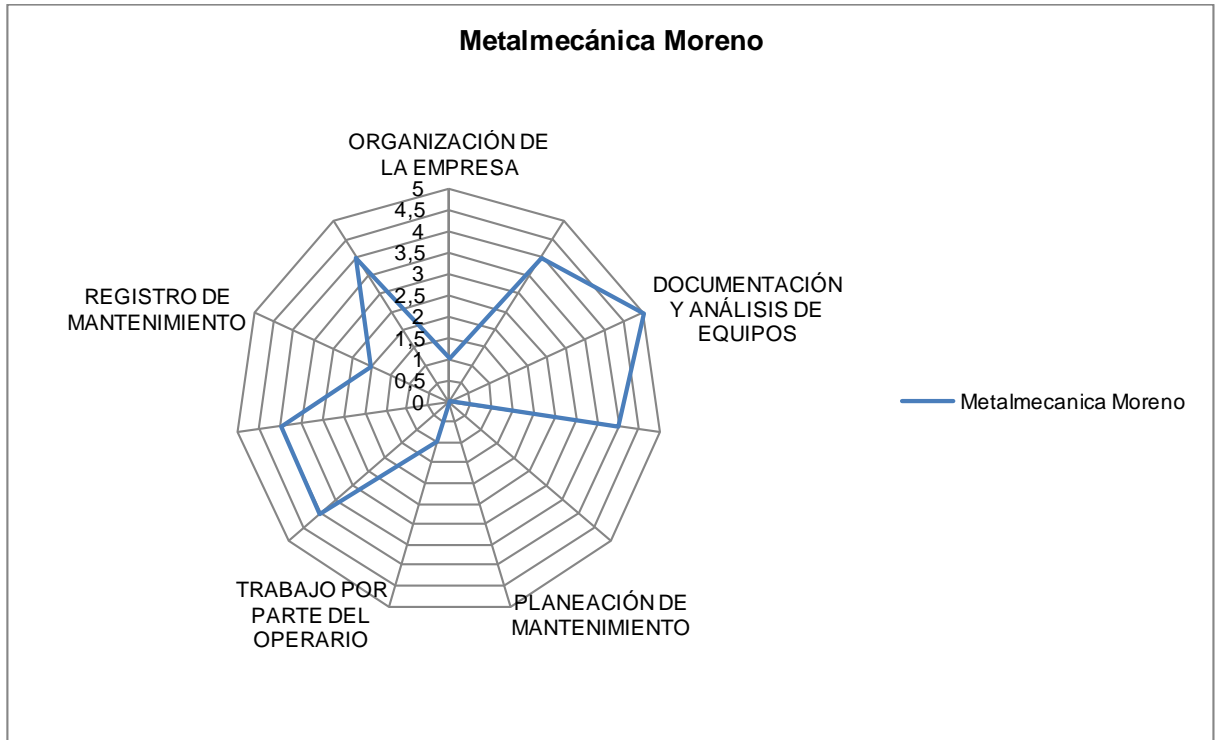 Metalmecánica Moreno
ORGANIZACIÓN DE
LA EMPRESA
5
4,5
4
3,5
3
2,5
2
1,5
1
0,5
0
DOCUMENTACIÓN
Y ANÁLISIS DE
EQUIPOS
REGISTRO DE
MANTENIMIENTO
Metalmecanica Moreno
TRABAJO POR
PARTE DEL
OPERARIO
PLANEACIÓN DE
MANTENIMIENTO